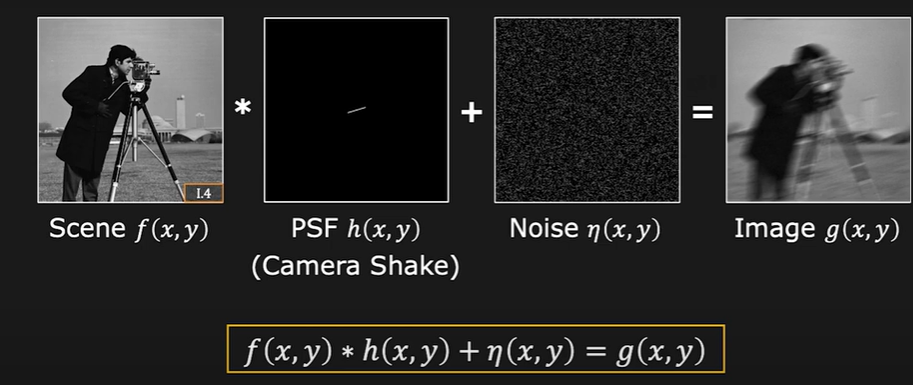 * + =
I.4
Scene f(x,y) PSF h(x,y) Noise η(x,y) Image g(x,y)
(Camera Shake)
f(x,y) * h(x,y) + η(x,y) = g(x,y)